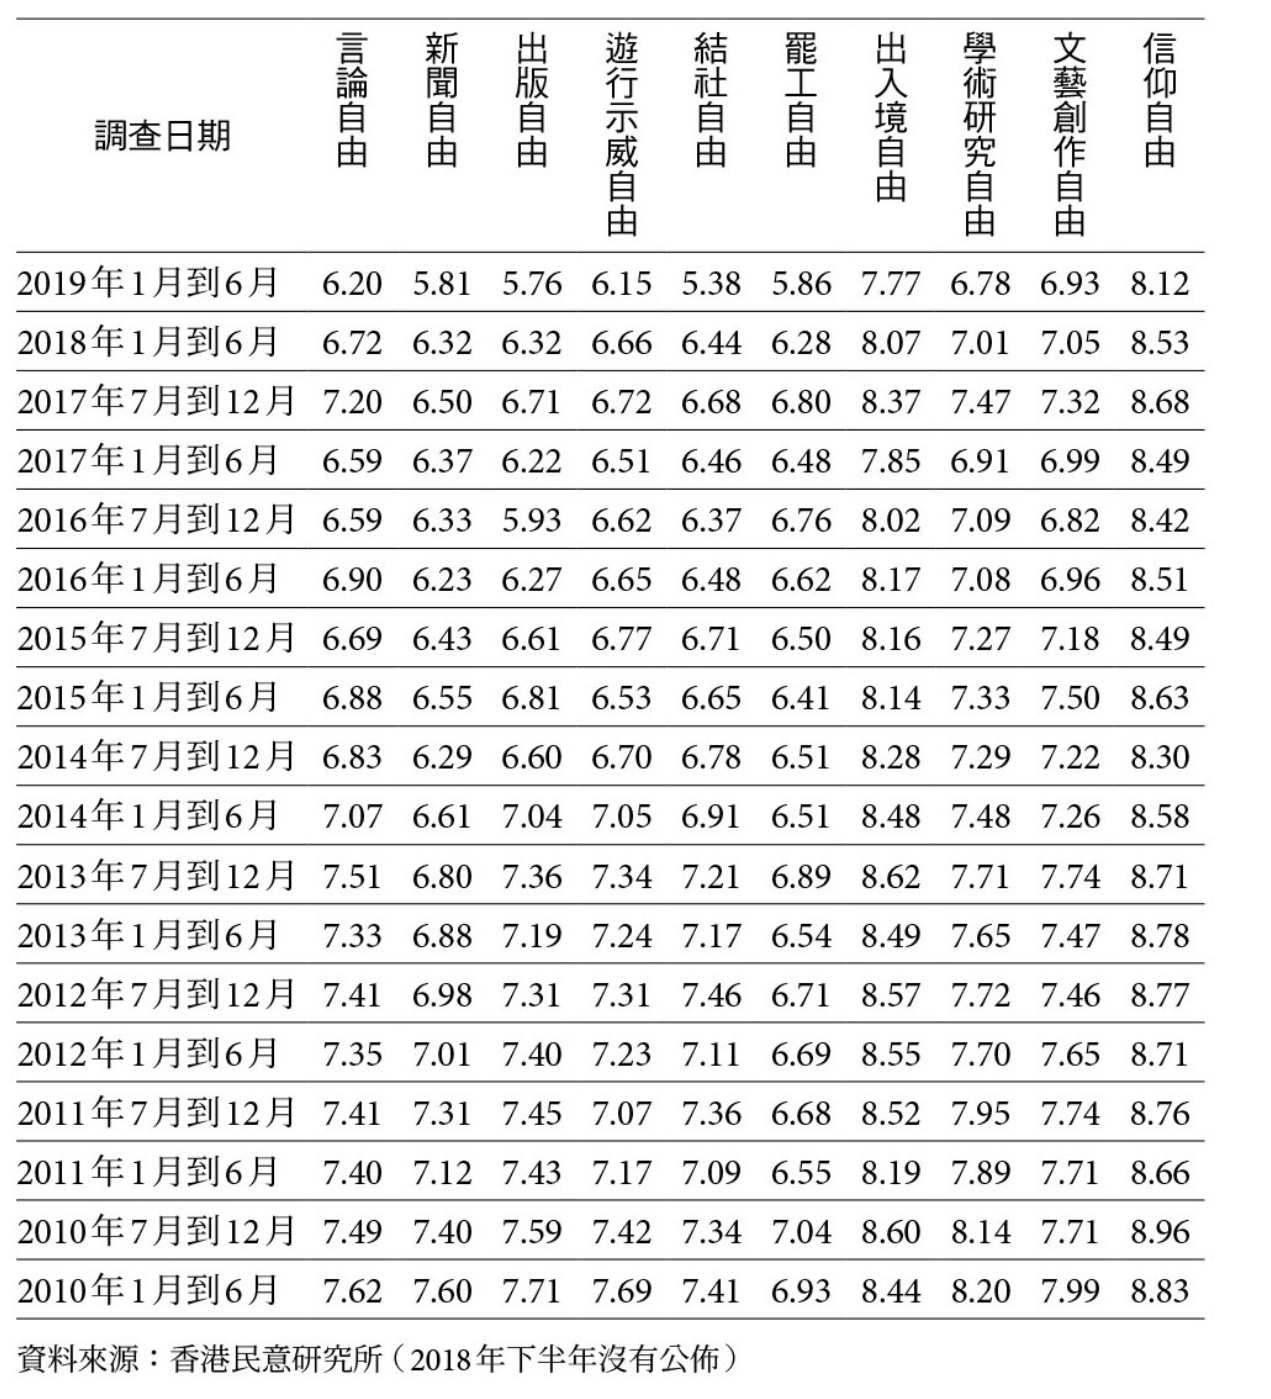 調查日期 言論自由 新聞自由 出版自由 遊行示威自由 結社自由 罷工自由 出入境自由 學術研究自由 文藝創作自由 信仰自由
2019年1月到6月 6.20 5.81 5.76 6.15 5.38 5.86 7.77 6.78 6.93 8.12
2018年1月到6月 6.72 6.32 6.32 6.66 6.44 6.28 8.07 7.01 7.05 8.53
2017年7月到12月 7.20 6.50 6.71 6.72 6.68 6.80 8.37 7.47 7.32 8.68
2017年1月到6月 6.59 6.37 6.22 6.51 6.46 6.48 7.85 6.91 6.99 8.49
2016年7月到12月 6.59 6.33 5.93 6.62 6.37 6.76 8.02 7.09 6.82 8.42
2016年1月到6月 6.90 6.23 6.27 6.65 6.48 6.62 8.17 7.08 6.96 8.51
2015年7月到12月 6.69 6.43 6.61 6.77 6.71 6.50 8.16 7.27 7.18 8.49
2015年1月到6月 6.88 6.55 6.81 6.53 6.65 6.41 8.14 7.33 7.50 8.63
2014年7月到12月 6.83 6.29 6.60 6.70 6.78 6.51 8.28 7.29 7.22 8.30
2014年1月到6月 7.07 6.61 7.04 7.05 6.91 6.51 8.48 7.48 7.26 8.58
2013年7月到12月 7.51 6.80 7.36 7.34 7.21 6.89 8.62 7.71 7.74 8.71
2013年1月到6月 7.33 6.88 7.19 7.24 7.17 6.54 8.49 7.65 7.47 8.78
2012年7月到12月 7.41 6.98 7.31 7.31 7.46 6.71 8.57 7.72 7.46 8.77
2012年1月到6月 7.35 7.01 7.40 7.23 7.11 6.69 8.55 7.70 7.65 8.71
2011年7月到12月 7.41 7.31 7.45 7.07 7.36 6.68 8.52 7.95 7.74 8.76
2011年1月到6月 7.40 7.12 7.43 7.17 7.09 6.55 8.19 7.89 7.71 8.66
2010年7月到12月 7.49 7.40 7.59 7.42 7.34 7.04 8.60 8.14 7.71 8.96
2010年1月到6月 7.62 7.60 7.71 7.69 7.41 6.93 8.44 8.20 7.99 8.83
資料來源：香港民意研究所（2018年下半年沒有公佈）